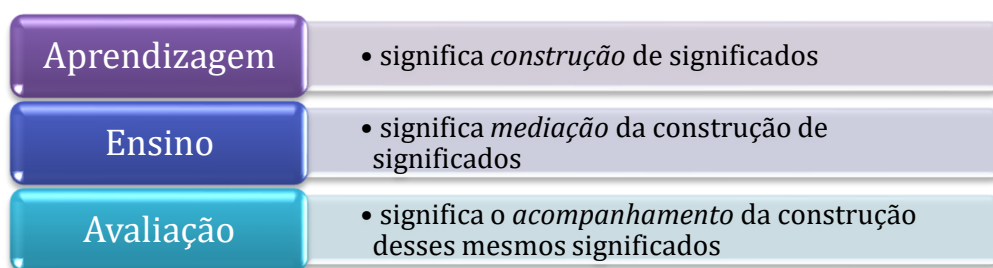 Aprendizagem
• significa construção de significados
Ensino
• significa mediação da construção de
significados
Avaliação
• significa o acompanhamento da construção
desses mesmos significados